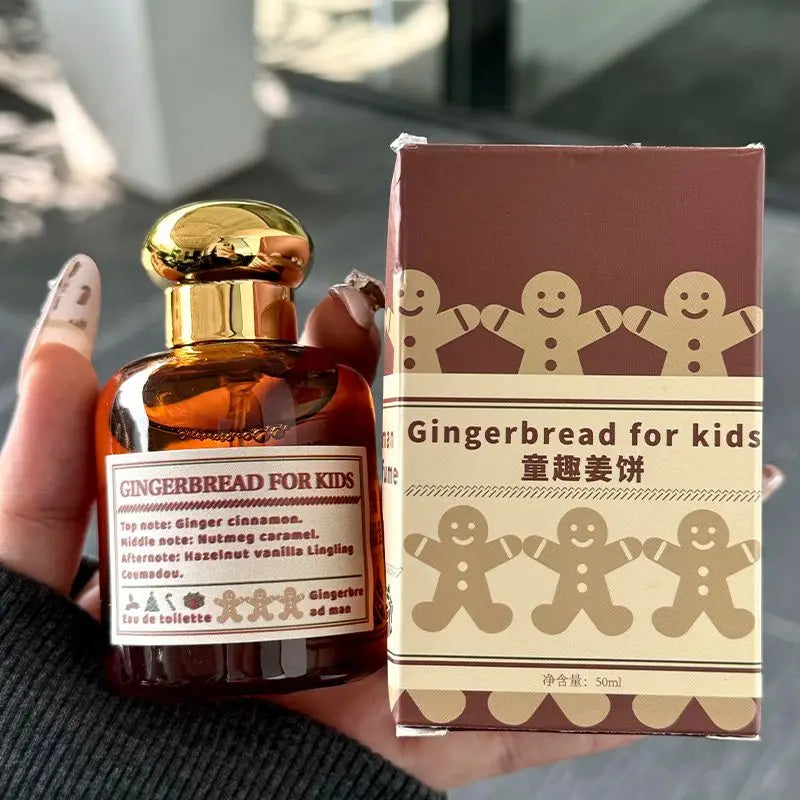 GINGERBREAD FOR KIDS
Top note: Ginger cinnamon.
Middle note: Nutmeg caramel.
Afternote: Hazelnut vanilla Lingling
Coumadou.
Eau de toilette
Gingerbre
ad man
Gingerbread for kids
童趣姜饼
净含量：50ml